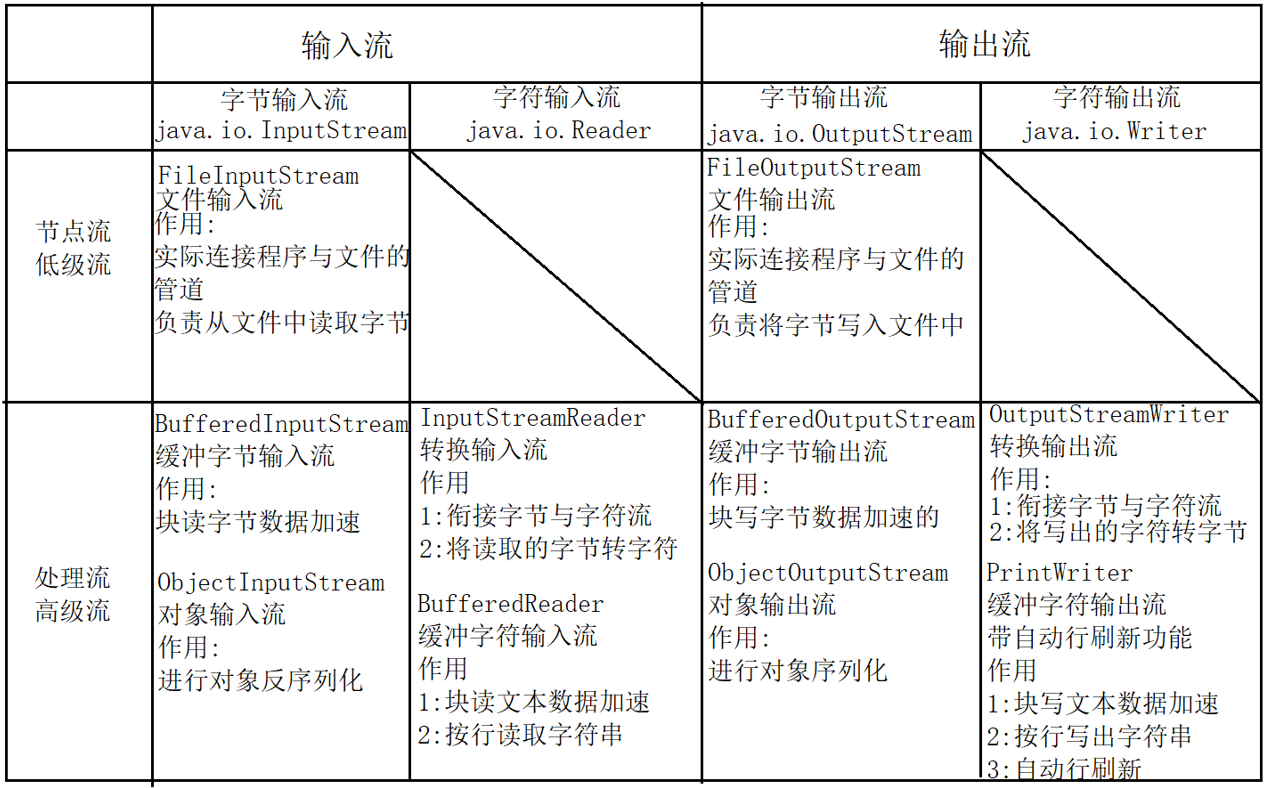 输入流
输出流
字节输入流
java.io.InputStream
字符输入流
java.io.Reader
字节输出流
java.io.OutputStream
字符输出流
java.io.Writer
节点流
低级流
FileInputStream
文件输入流
作用:
实际连接程序与文件的
管道
负责从文件中读取字节
FileOutputStream
文件输出流
作用:
实际连接程序与文件的
管道
负责将字节写入文件中
处理流
高级流
BufferedInputStream
缓冲字节输入流
作用:
块读字节数据加速
ObjectInputStream
对象输入流
作用:
进行对象反序列化
InputStreamReader
转换输入流
作用
1:衔接字节与字符流
2:将读取的字节转字符
BufferedReader
缓冲字符输入流
作用
1:块读文本数据加速
2:按行读取字符串
BufferedOutputStream
缓冲字节输出流
作用:
块写字节数据加速的
ObjectOutputStream
对象输出流
作用:
进行对象序列化
OutputStreamWriter
转换输出流
作用:
1:衔接字节与字符流
2:将写出的字符转字节
PrintWriter
缓冲字符输出流
带自动行刷新功能
作用
1:块写文本数据加速
2:按行写出字符串
3:自动行刷新